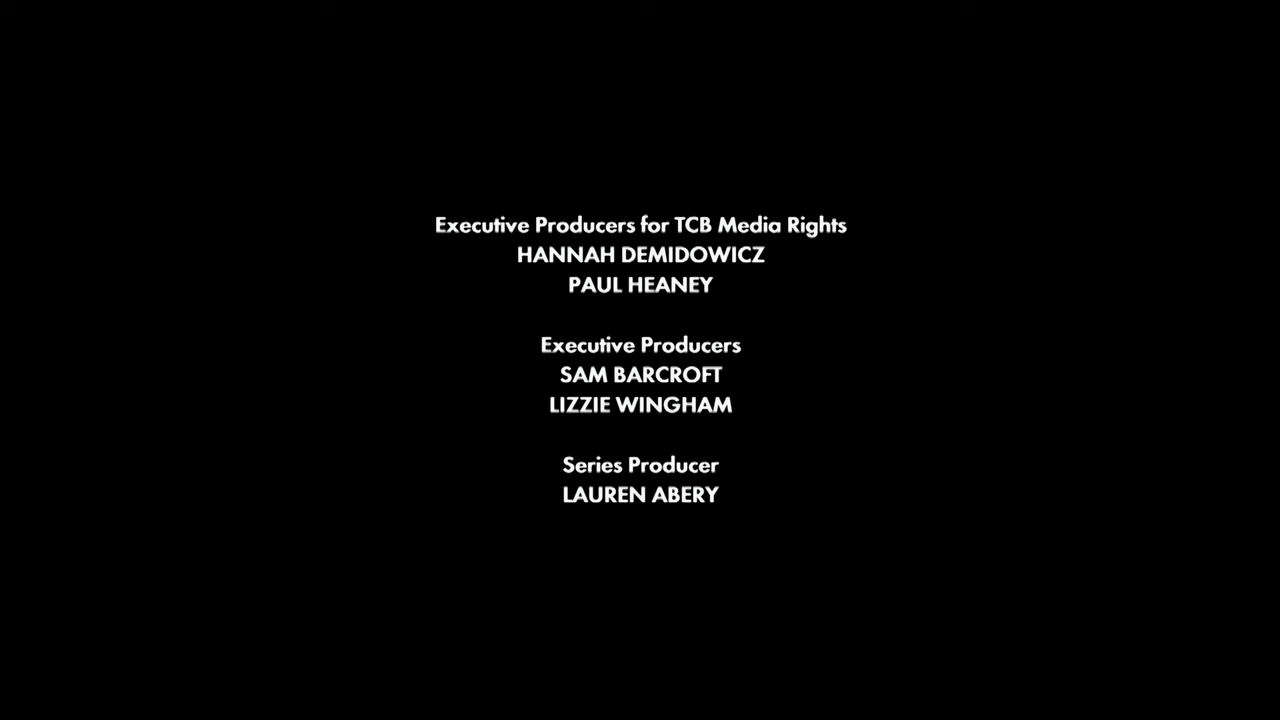 Executive Producers for TCB Media Rights
HANNAH DEMIDOWICZ
PAUL HEANEY
Executive Producers
SAM BARCROFT
LIZZIE WINGHAM
Series Producer
LAUREN ABERY